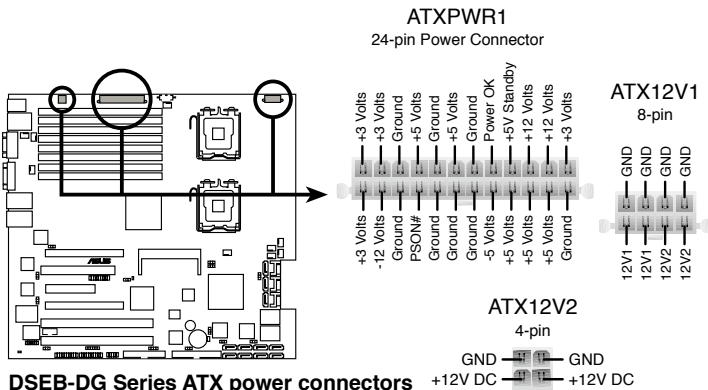 ATXPWR1
24-pin Power Connector
+3 Volts
+3 Volts
Ground
+5 Volts
Ground
+5 Volts
Ground
Power OK
+5V Standby
+12 Volts
+12 Volts
+3 Volts
+3 Volts
-12 Volts
Ground
PSON#
Ground
Ground
Ground
-5 Volts
+5 Volts
+5 Volts
+5 Volts
Ground
ATX12V1
8-pin
GND
GND
GND
GND
12V1
12V1
12V2
12V2
ATX12V2
4-pin
GND GND
+12V DC +12V DC
ASUS
DSEB-DG Series ATX power connectors